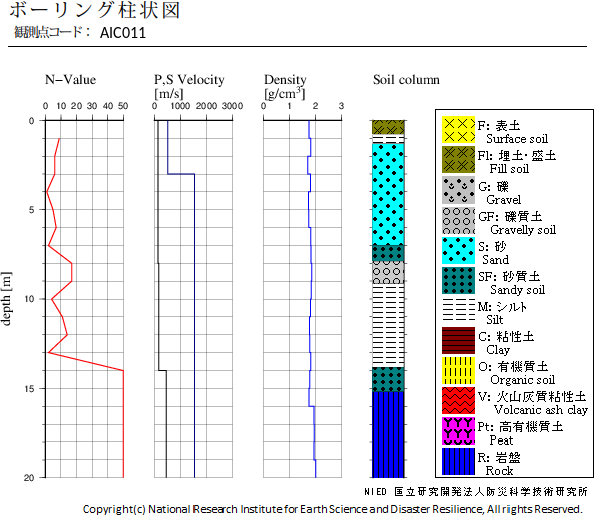 ボーリング柱状図
観測点コード： AIC011
N-Value
0 10 20 30 40 50
P,S Velocity
[m/s]
0 1000 2000 3000
Density
[g/cm³]
0 1 2 3
Soil column
depth [m]
0
5
10
15
20
F: 表土
Surface soil
Fl: 埋土・盛土
Fill soil
G: 礫
Gravel
GF: 礫質土
Gravelly soil
S: 砂
Sand
SF: 砂質土
Sandy soil
M: シルト
Silt
C: 粘性土
Clay
O: 有機質土
Organic soil
V: 火山灰質粘性土
Volcanic ash clay
Pt: 高有機質土
Peat
R: 岩盤
Rock
NIED 国立研究開発法人防災科学技術研究所
Copyright(c) National Research Institute for Earth Science and Disaster Resilience, All rights Reserved.